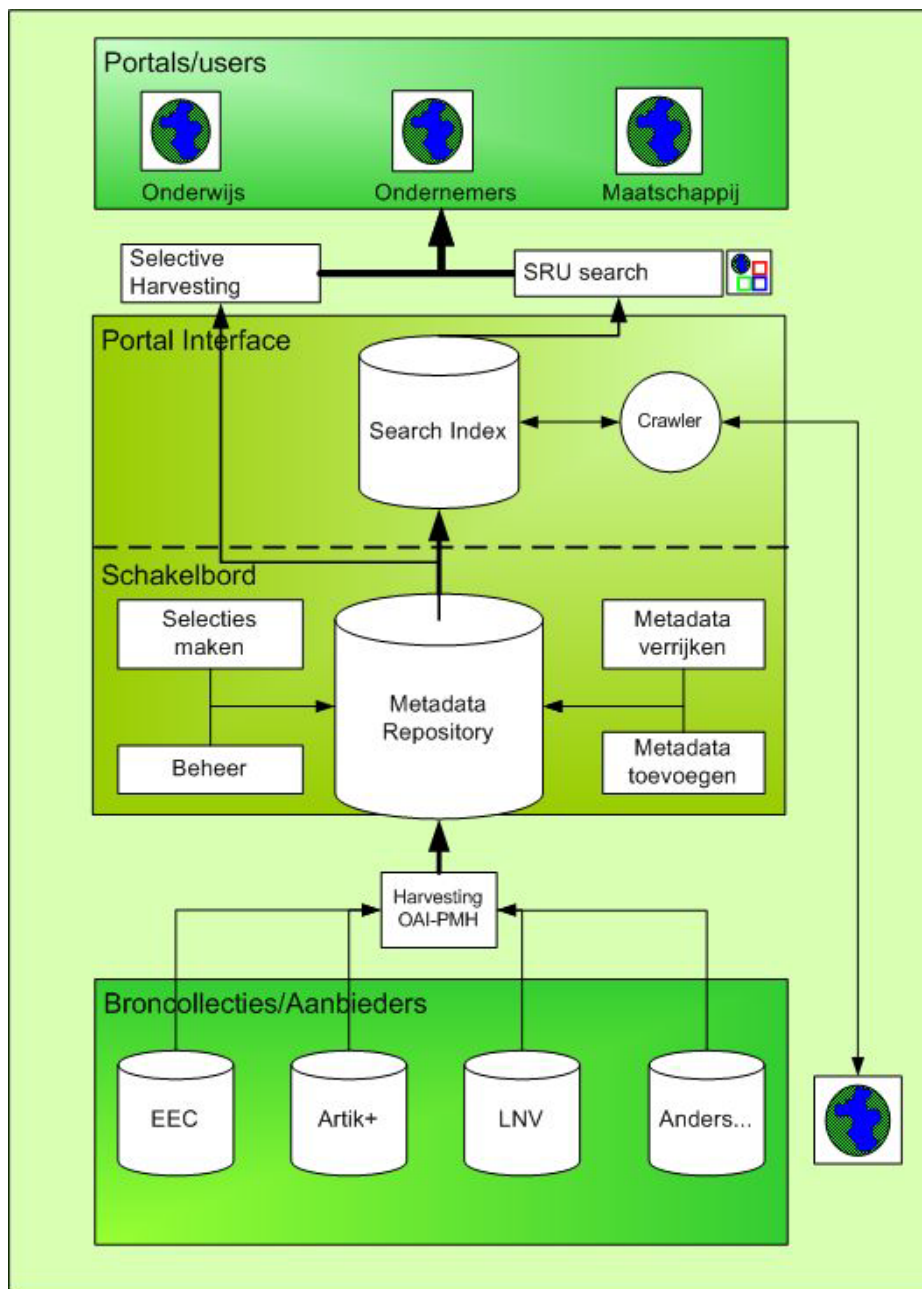 Portals/users
Onderwijs
Ondernemers
Maatschappij
Selective
Harvesting
SRU search
Portal Interface
Search Index
Crawler
Schakelbord
Selecties
maken
Metadata
verrijken
Metadata
Repository
Beheer
Metadata
toevoegen
Harvesting
OAI-PMH
Broncollecties/Aanbieders
EEC
Artik+
LNV
Anders...